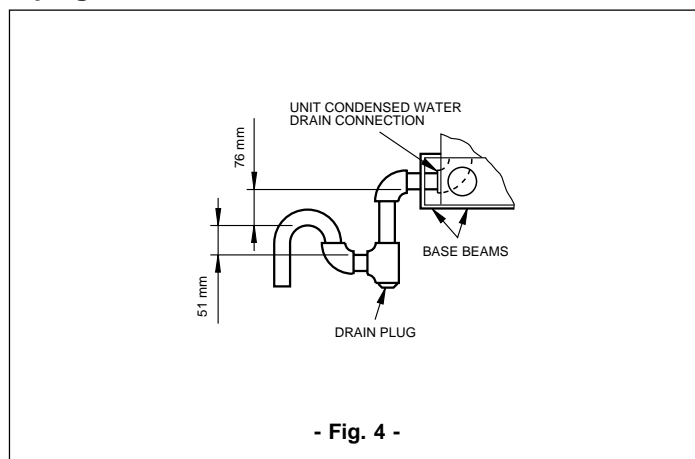 UNIT CONDENSED WATER
DRAIN CONNECTION
76 mm
BASE BEAMS
51 mm
DRAIN PLUG
- Fig. 4 -